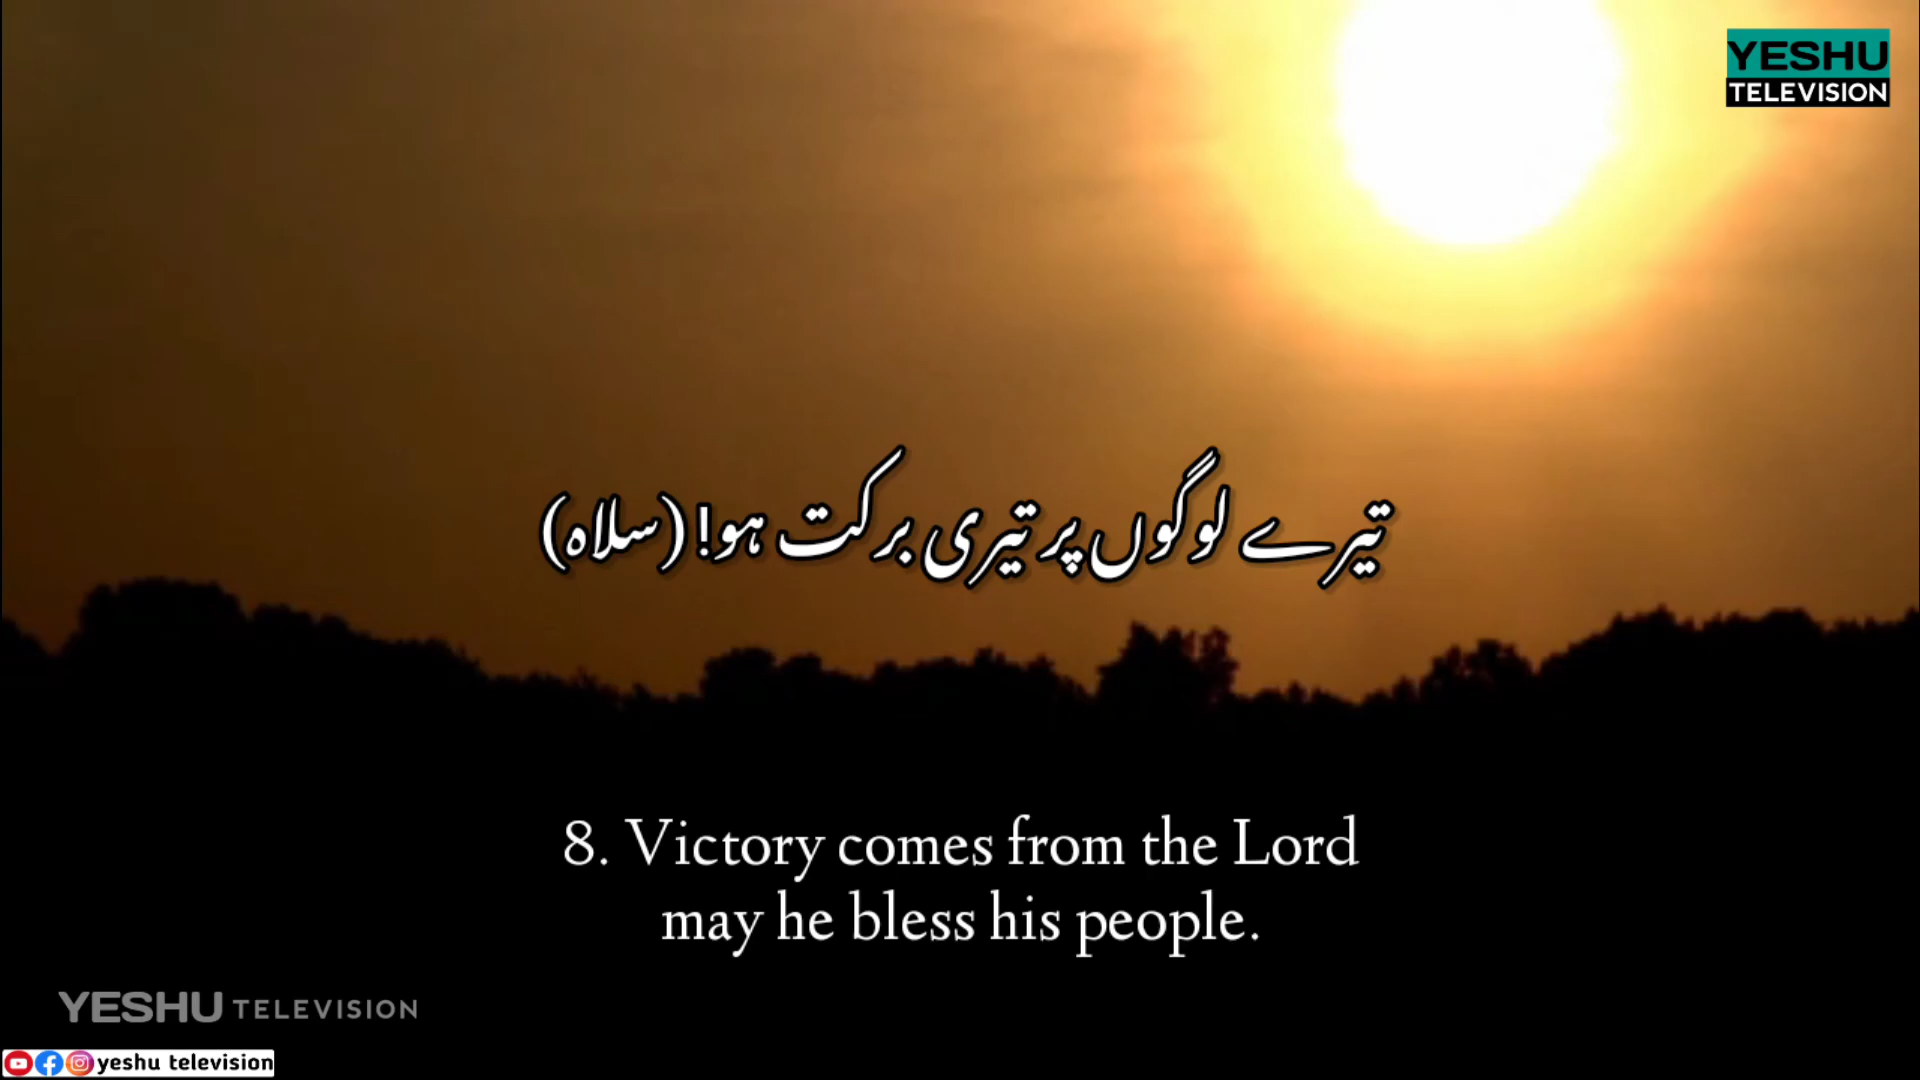 YESHU
TELEVISION
تیرے لوگوں پر تیری برکت ہو! (سلاہ)
8. Victory comes from the Lord
may he bless his people.
YESHU TELEVISION
yeshu television